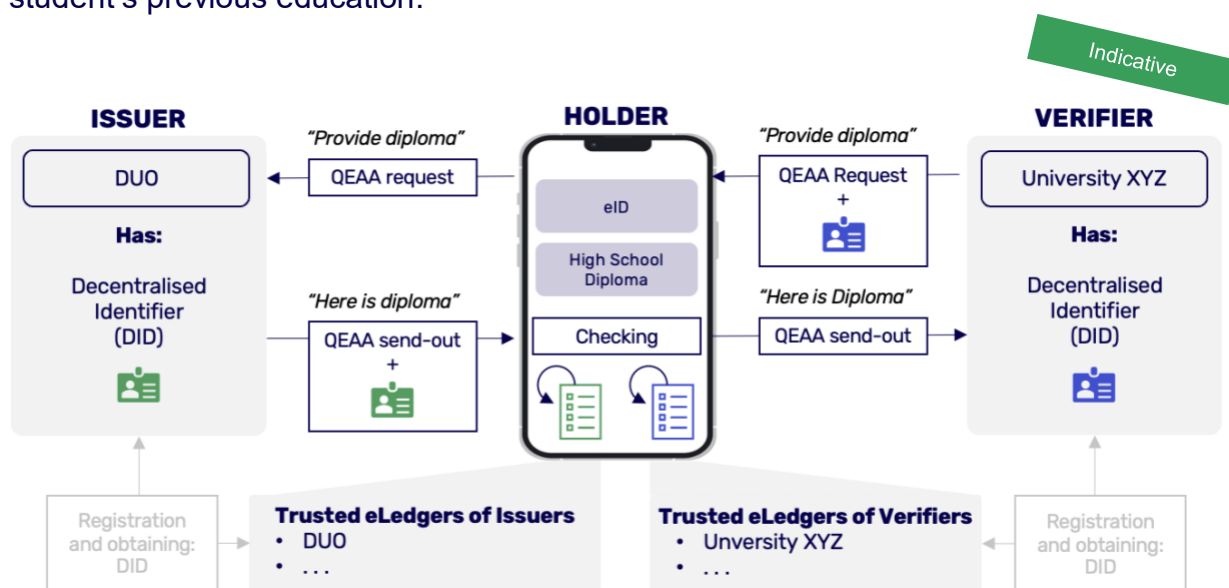 student's previous education.
Indicative
ISSUER
DUO
Has:
Decentralised
Identifier
(DID)
"Provide diploma"
QEAA request
"Here is diploma"
QEAA send-out
+
HOLDER
eID
High School
Diploma
Checking
"Provide diploma"
QEAA Request
+
"Here is Diploma"
QEAA send-out
VERIFIER
University XYZ
Has:
Decentralised
Identifier
(DID)
Registration
and obtaining:
DID
Trusted eLedgers of Issuers
• DUO
• . . .
Trusted eLedgers of Verifiers
• Unversity XYZ
• . . .
Registration
and obtaining:
DID